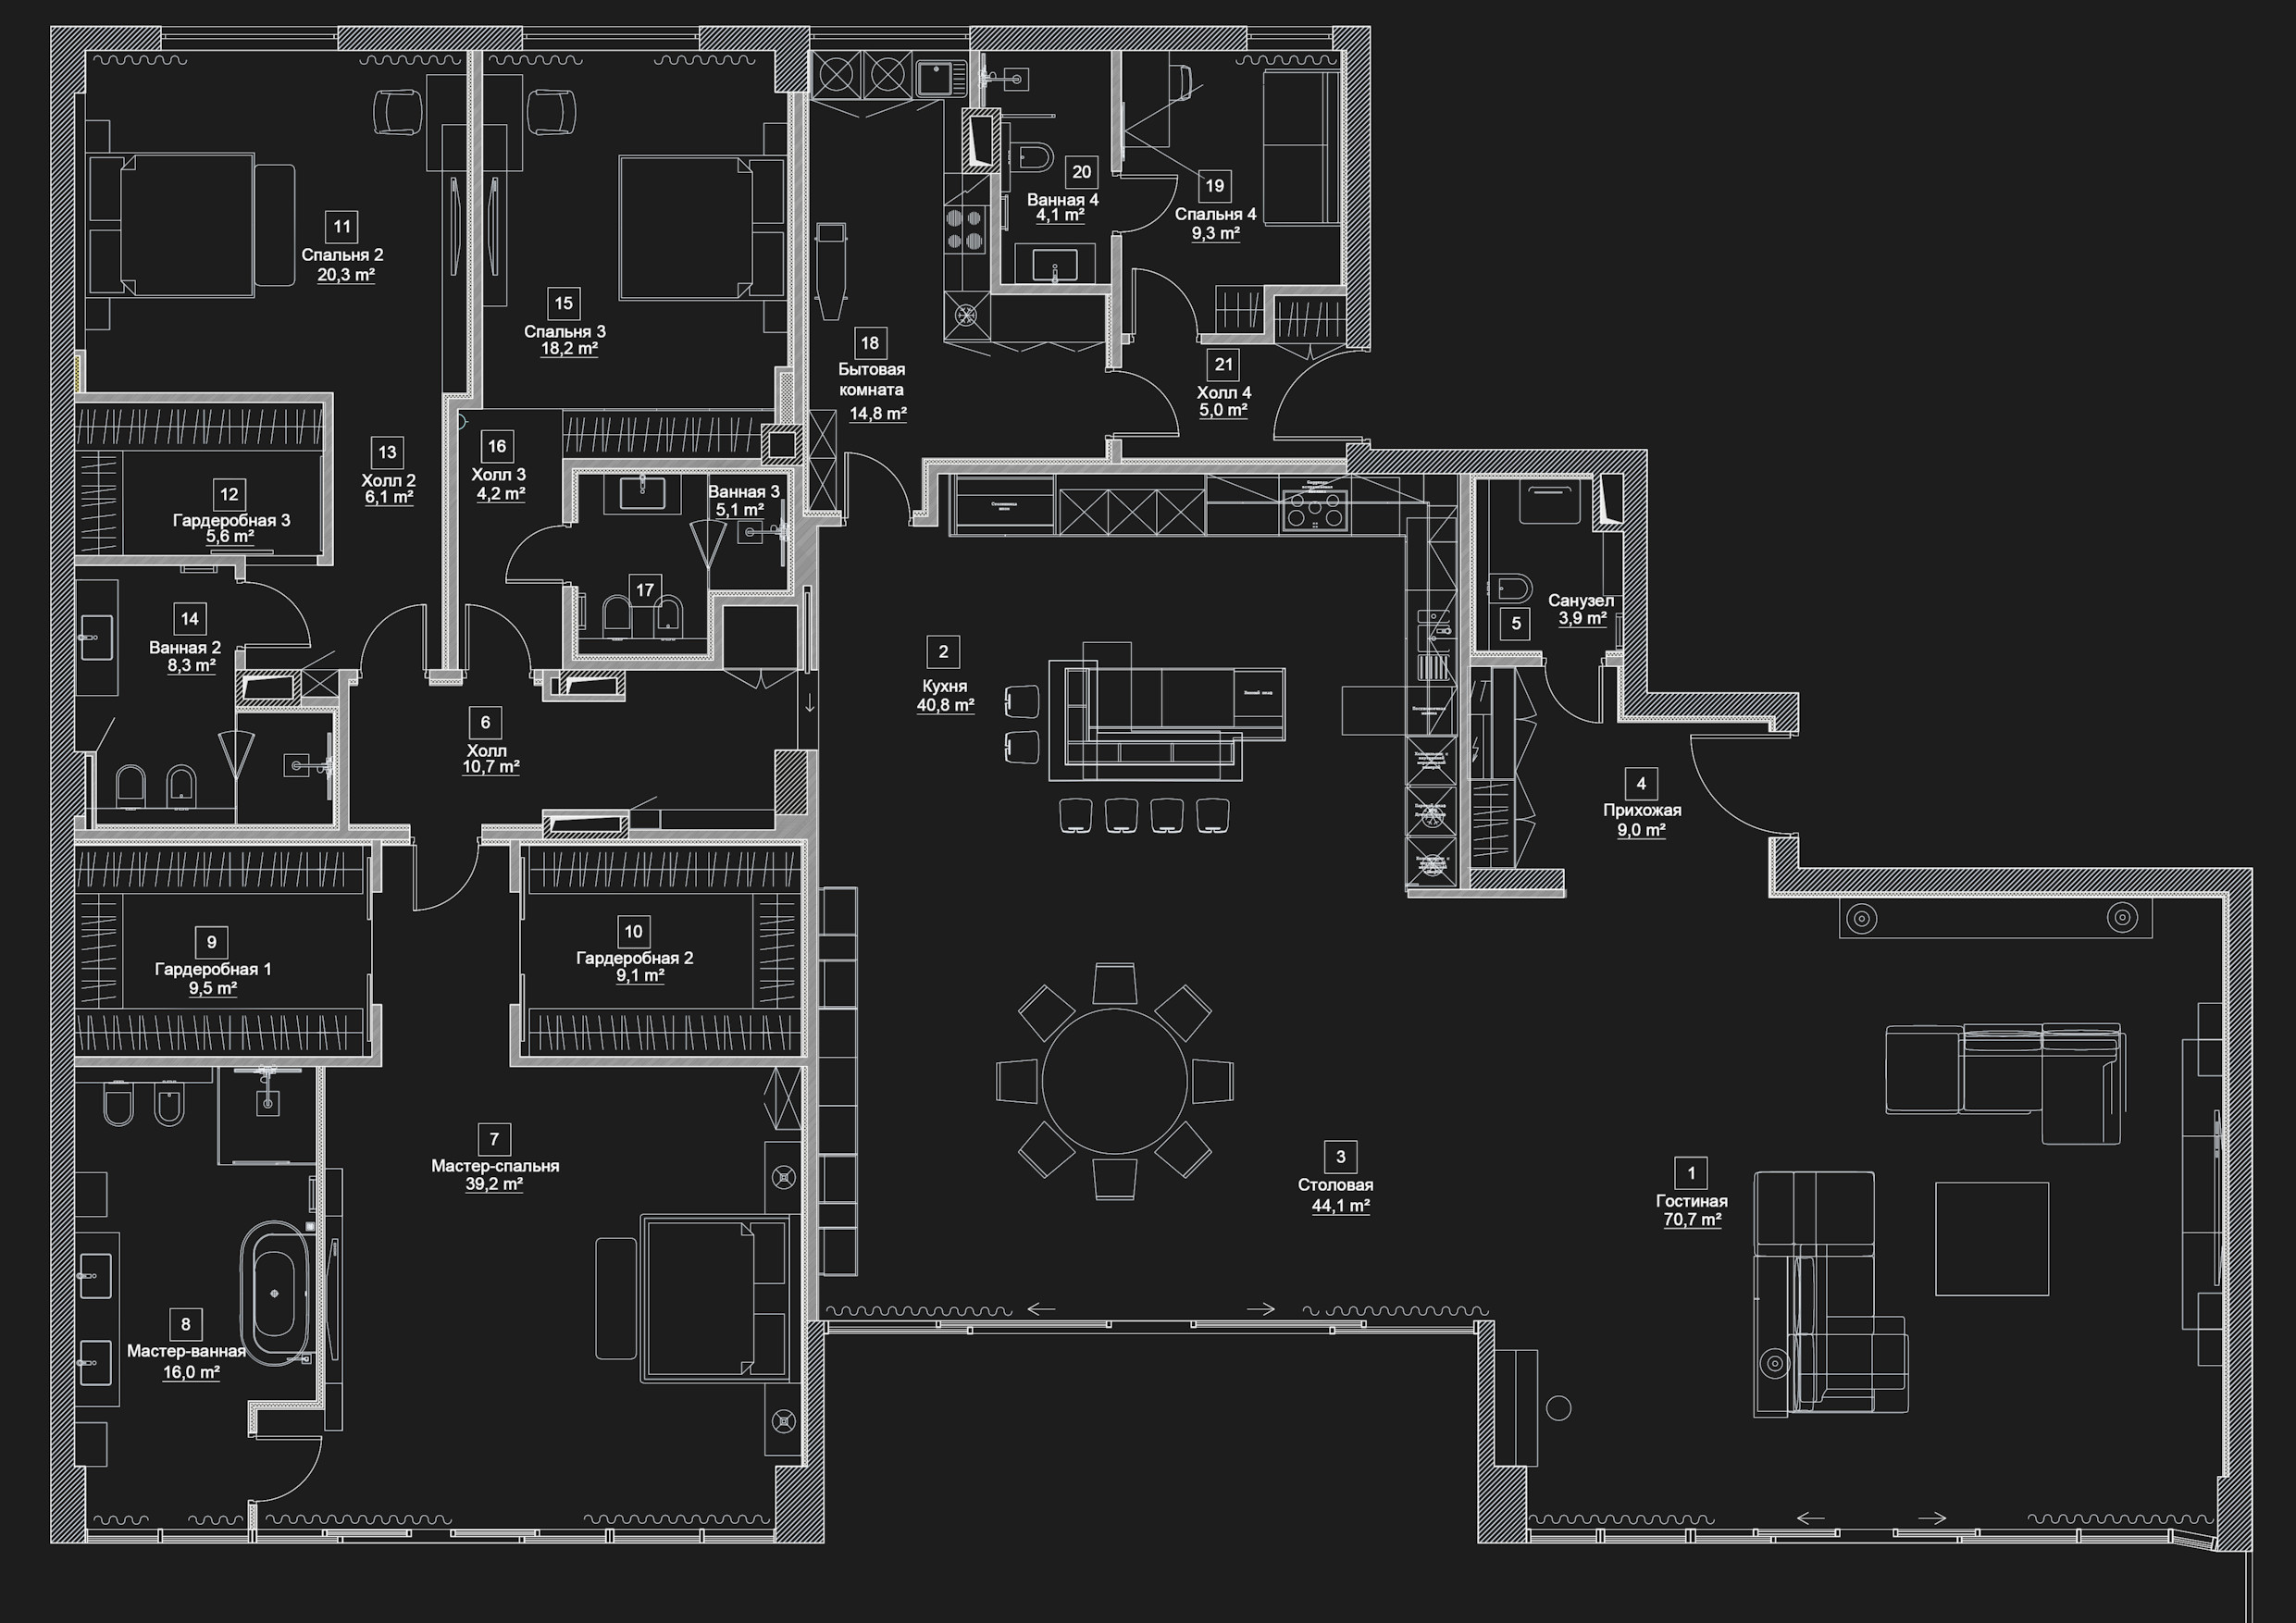 11
Спальня 2
20,3 m²
15
Спальня 3
18,2 m²
18
Бытовая
комната
14,8 m²
20
Ванная 4
4,1 m²
19
Спальня 4
9,3 m²
21
Холл 4
5,0 m²
12
Гардеробная 3
5,6 m²
13
Холл 2
6,1 m²
16
Холл 3
4,2 m²
Ванная 3
5,1 m²
17
14
Ванная 2
8,3 m²
6
Холл
10,7 m²
2
Кухня
40,8 m²
Санузел
3,9 m²
5
4
Прихожая
9,0 m²
9
Гардеробная 1
9,5 m²
10
Гардеробная 2
9,1 m²
7
Мастер-спальня
39,2 m²
3
Столовая
44,1 m²
1
Гостиная
70,7 m²
8
Мастер-ванная
16,0 m²